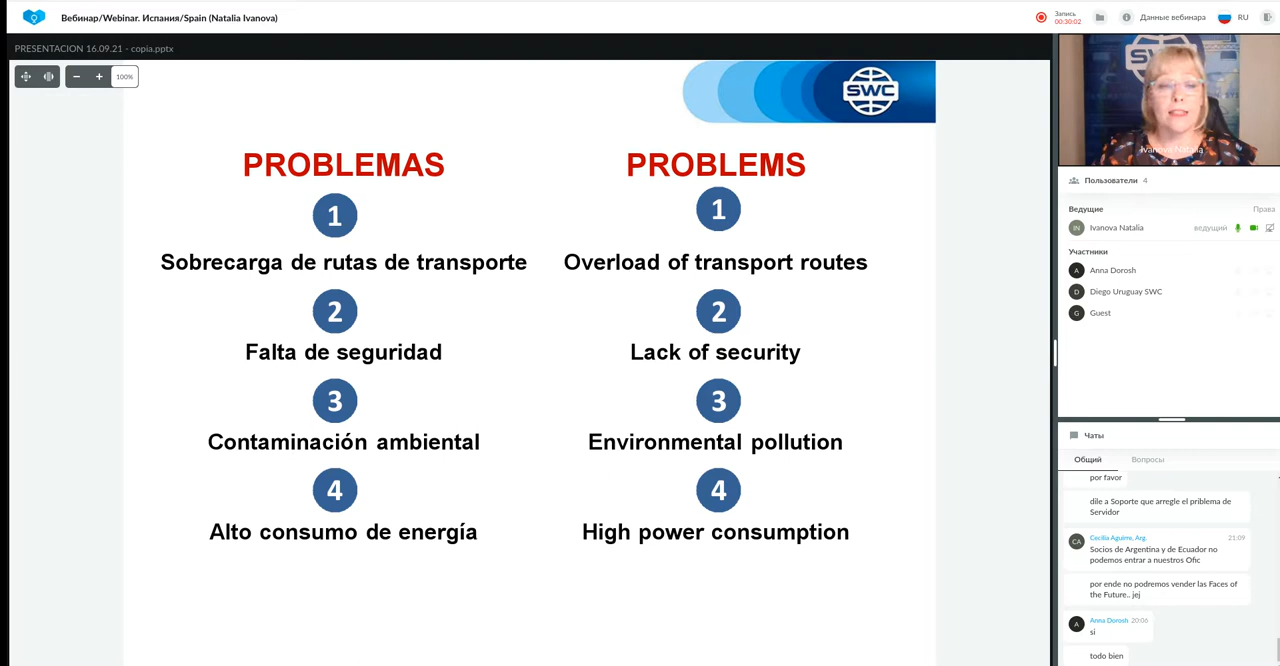 Вебинар/Webinar. Испания/Spain (Natalia Ivanova)
Запись
00:30:02
Данные вебинара
RU
PRESENTACION 16.09.21 - copia.pptx
100%
SWC
PROBLEMAS
1
Sobrecarga de rutas de transporte
2
Falta de seguridad
3
Contaminación ambiental
4
Alto consumo de energía
PROBLEMS
1
Overload of transport routes
2
Lack of security
3
Environmental pollution
4
High power consumption
SW
Ivanova Natalia
Пользователи 4
Ведущие
Права
IN Ivanova Natalia ведущий
Участники
A Anna Dorosh
D Diego Uruguay SWC
G Guest
Чаты
Общий
Вопросы
por favor
dile a Soporte que arregle el priblema de
Servidor
CA
Cecilia Aguirre, Arg. 21:09
Socios de Argentina y de Ecuador no
podemos entrar a nuestros Ofic
por ende no podremos vender las Faces of
the Future.. jej
A
Anna Dorosh 20:06
si
todo bien